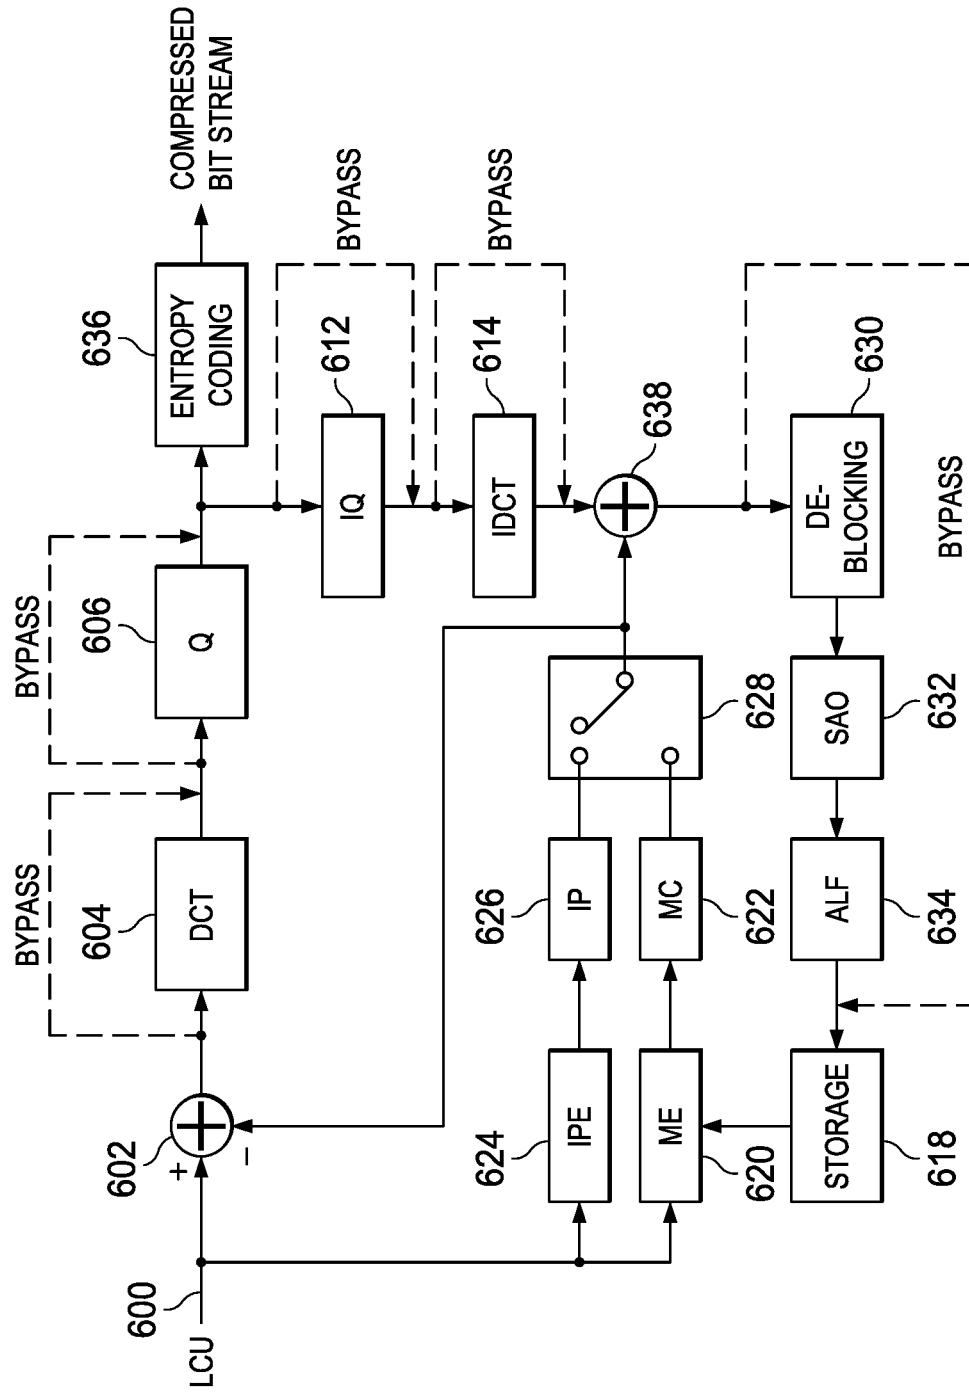 LCU
600
602
+
−
BYPASS
604
DCT
BYPASS
606
Q
636
ENTROPY
CODING
COMPRESSED
BIT STREAM
612
IQ
BYPASS
614
IDCT
BYPASS
638
624
IPE
626
IP
628
620
ME
622
MC
618
STORAGE
634
ALF
632
SAO
630
DE-
BLOCKING
BYPASS